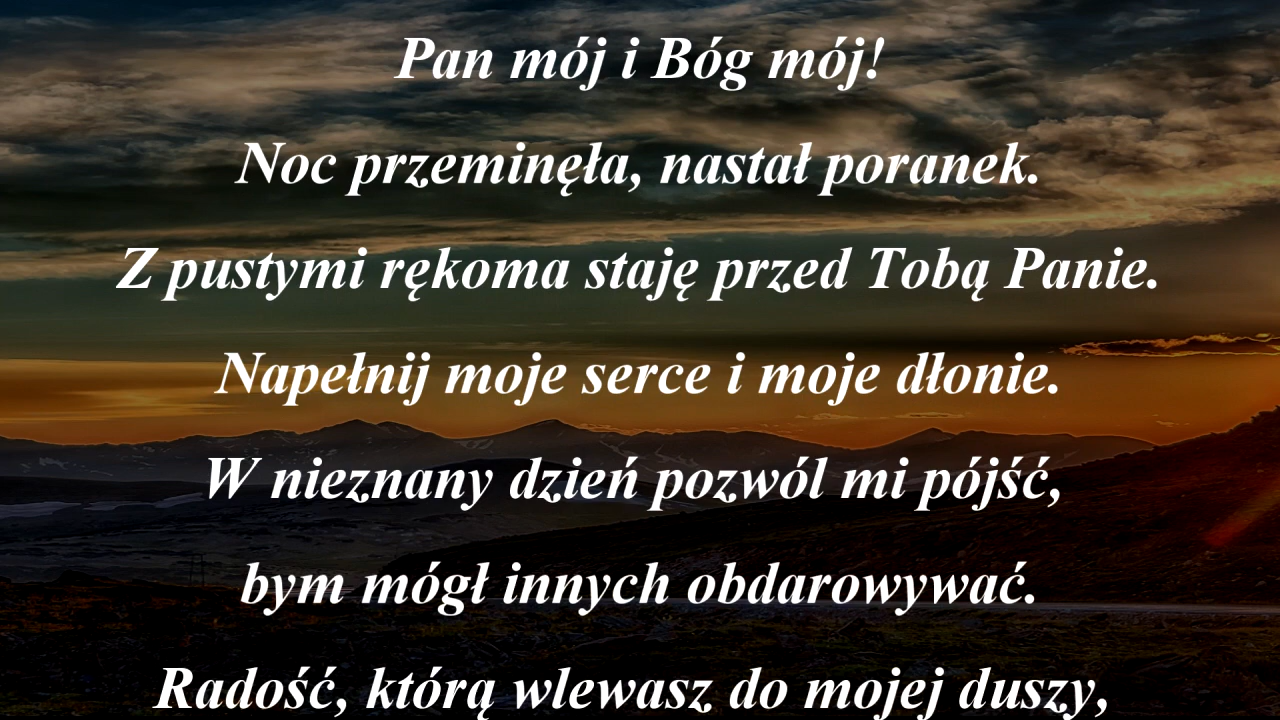 Pan mój i Bóg mój!
Noc przeminęła, nastał poranek.
Z pustymi rękoma staję przed Tobą Panie.
Napełnij moje serce i moje dłonie.
W nieznany dzień pozwól mi pójść,
bym mógł innych obdarowywać.
Radość, którą wlewasz do mojej duszy,